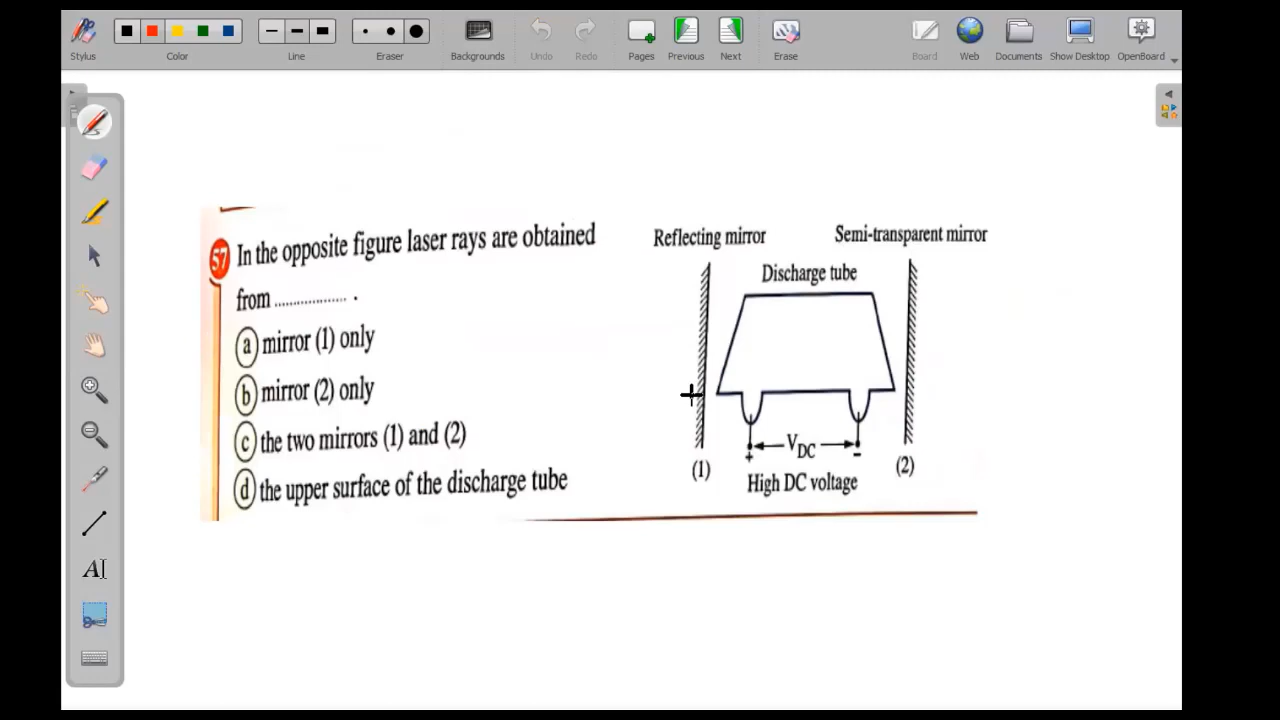 Stylus
Color
Line
Eraser
Backgrounds
Undo
Redo
Pages
Previous
Next
Erase
Board
Web
Documents
Show Desktop
OpenBoard
57 In the opposite figure laser rays are obtained
from .................. .
a mirror (1) only
b mirror (2) only
c the two mirrors (1) and (2)
d the upper surface of the discharge tube
Reflecting mirror
Semi-transparent mirror
Discharge tube
VDC
+
-
(1)
(2)
High DC voltage
A